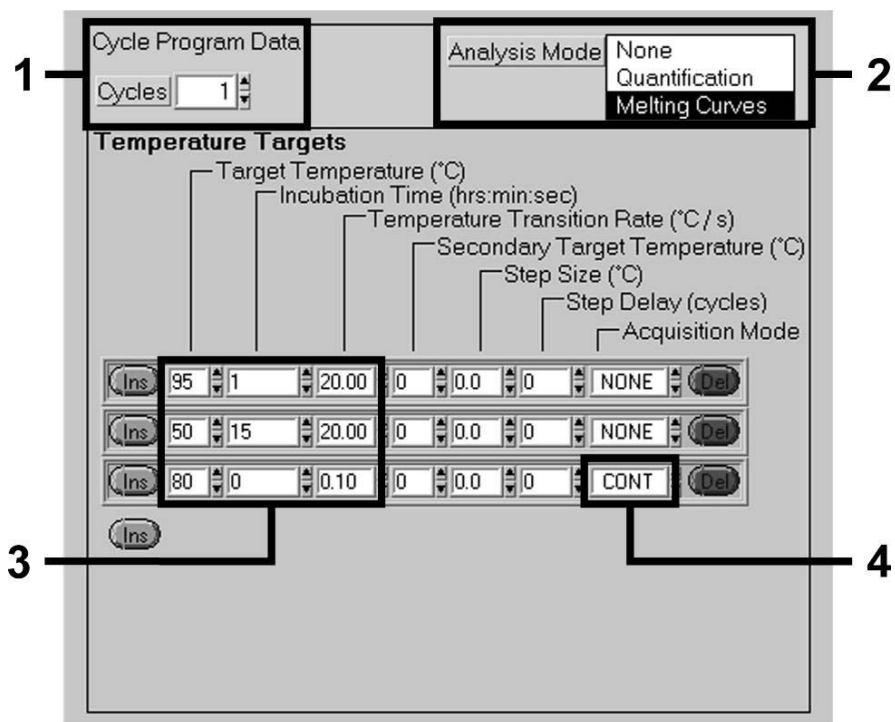 Cycle Program Data
1
Cycles 1
Analysis Mode None
Quantification
Melting Curves
2
Temperature Targets
Target Temperature (°C)
Incubation Time (hrs:min:sec)
Temperature Transition Rate (°C / s)
Secondary Target Temperature (°C)
Step Size (°C)
Step Delay (cycles)
Acquisition Mode
Ins 95 1 20.00 0 0.0 0 NONE Del
Ins 50 15 20.00 0 0.0 0 NONE Del
Ins 80 0 0.10 0 0.0 0 CONT Del
Ins
3
4